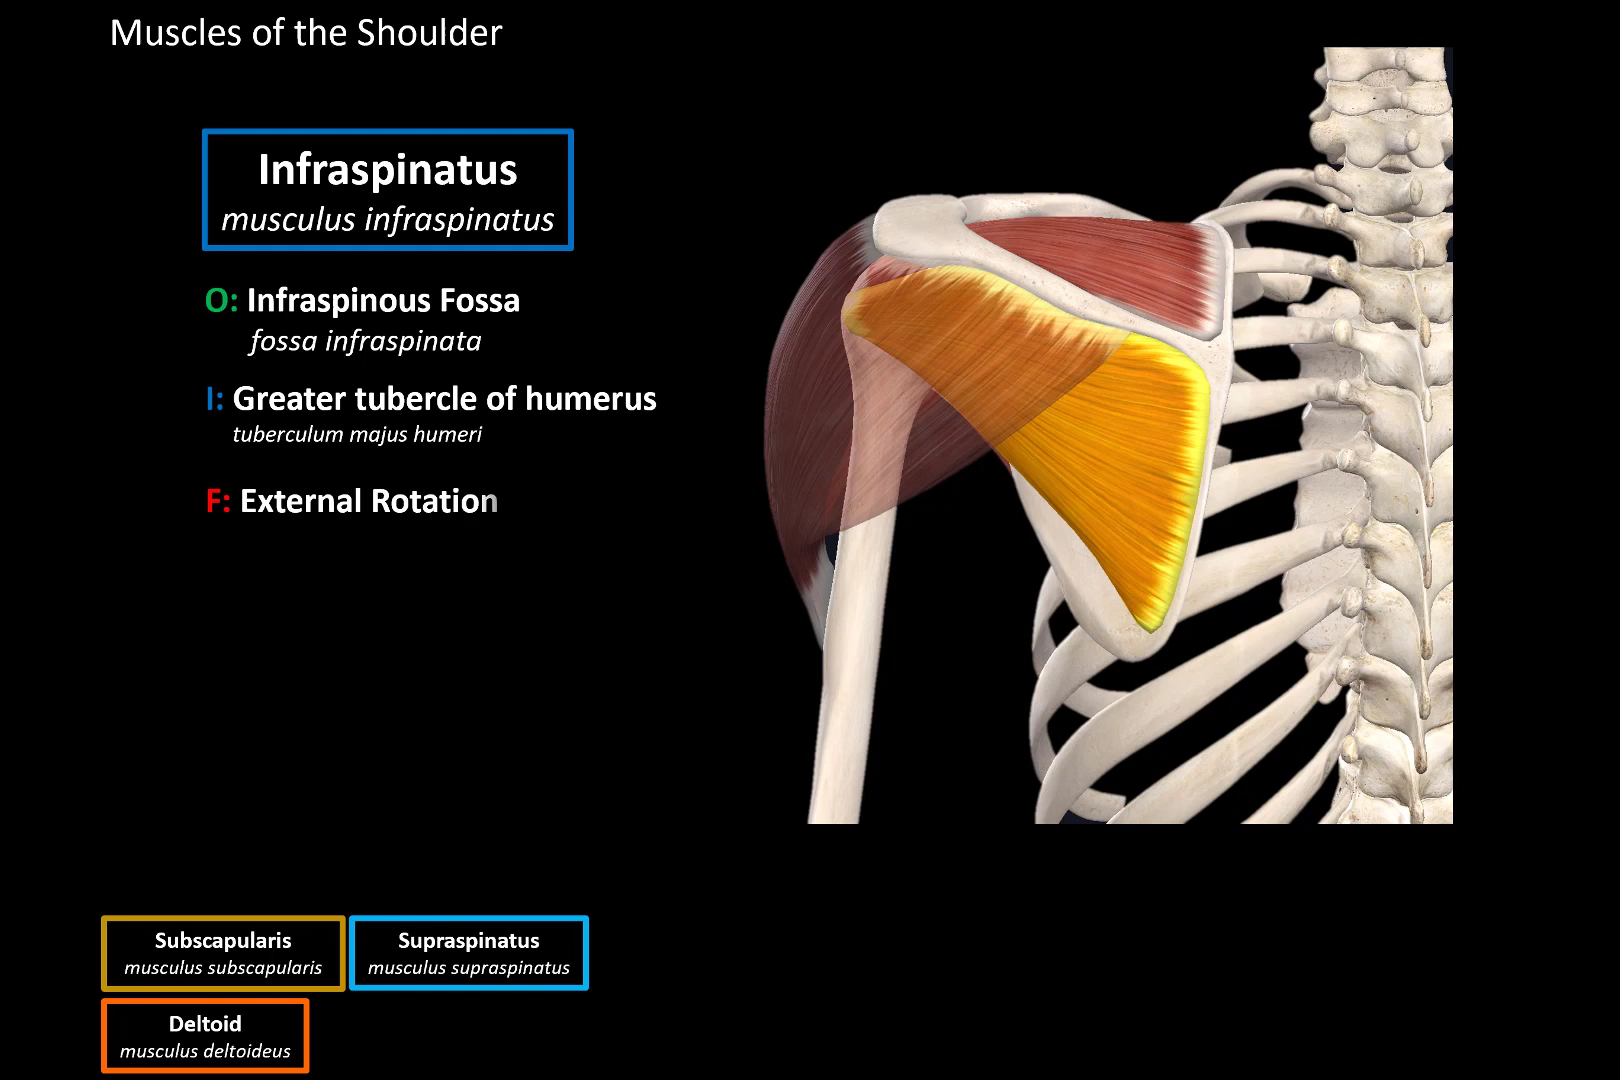 Muscles of the Shoulder
Infraspinatus
musculus infraspinatus
O: Infraspinous Fossa
fossa infraspinata
I: Greater tubercle of humerus
tuberculum majus humeri
F: External Rotation
Subscapularis
musculus subscapularis
Supraspinatus
musculus supraspinatus
Deltoid
musculus deltoideus